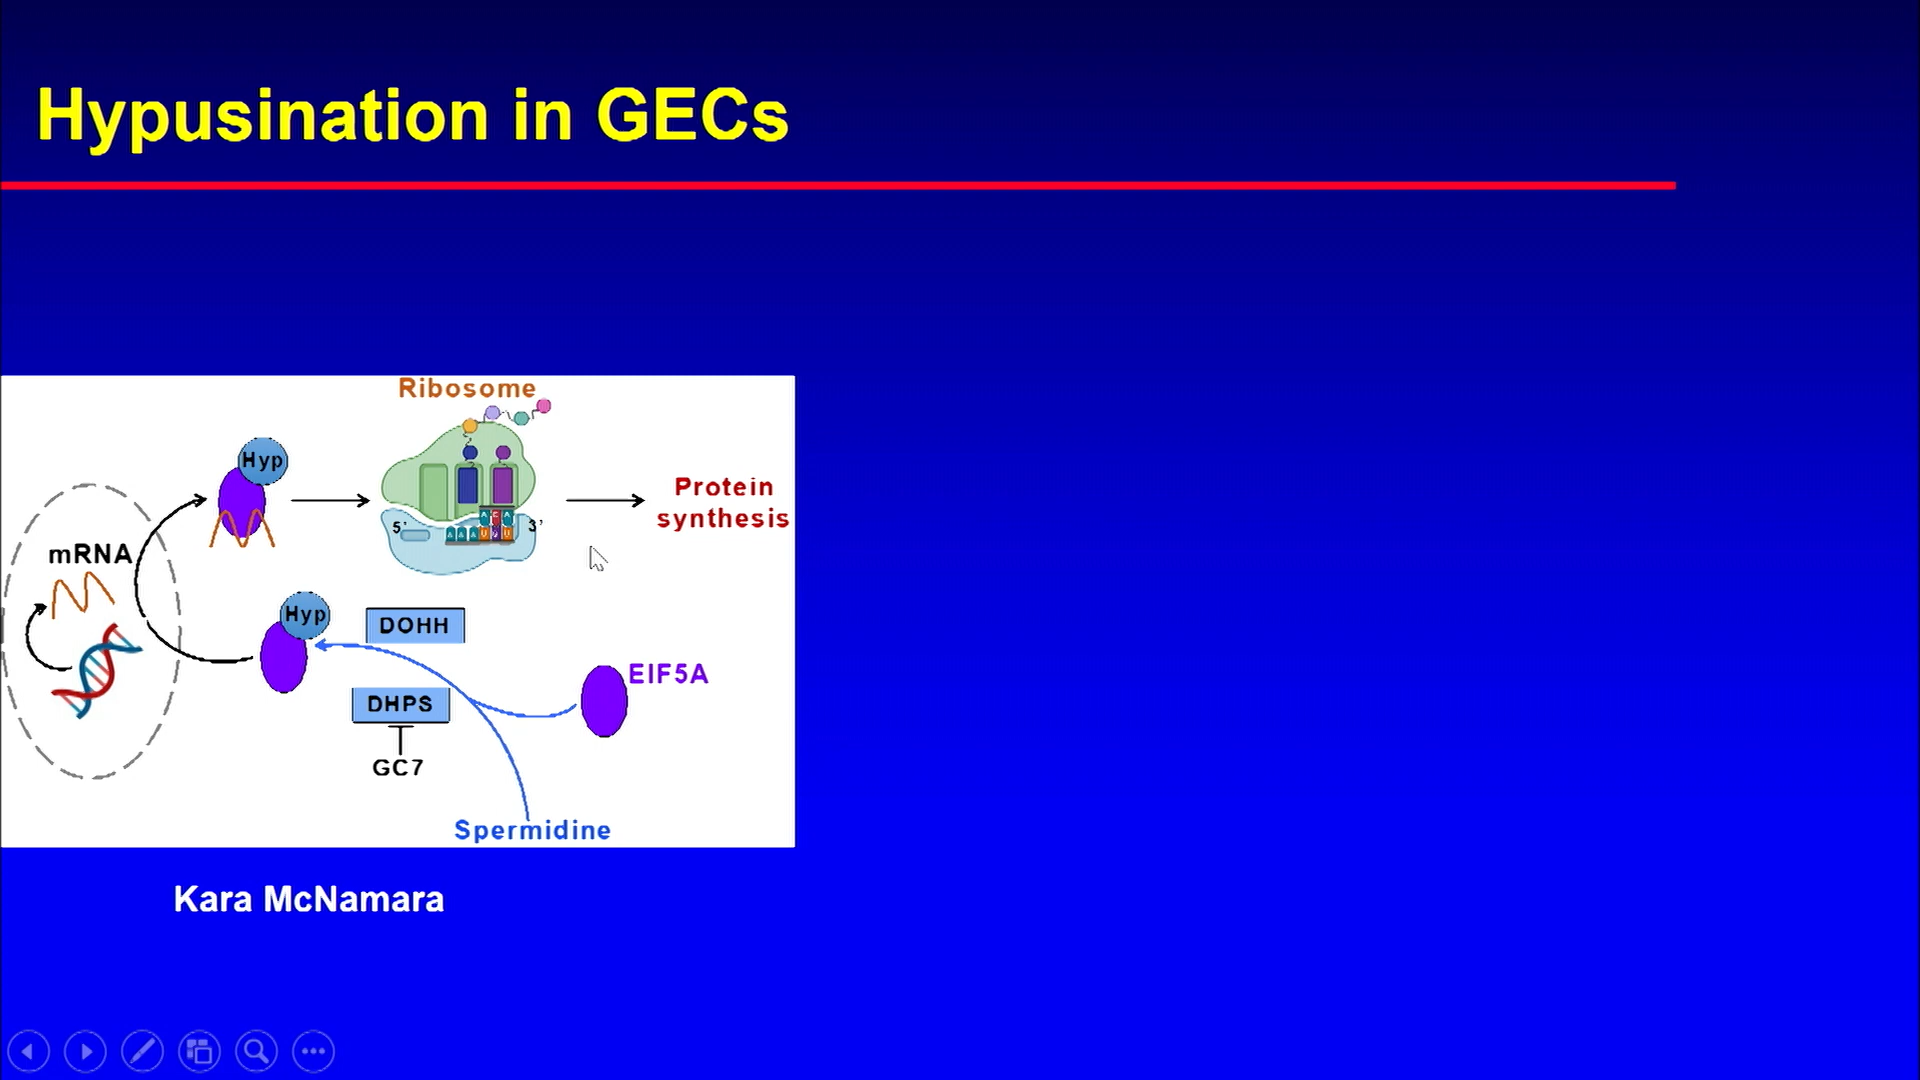 Hypusination in GECs
Ribosome
Hyp
Protein
synthesis
5'
3'
mRNA
Hyp
DOHH
EIF5A
DHPS
GC7
Spermidine
Kara McNamara